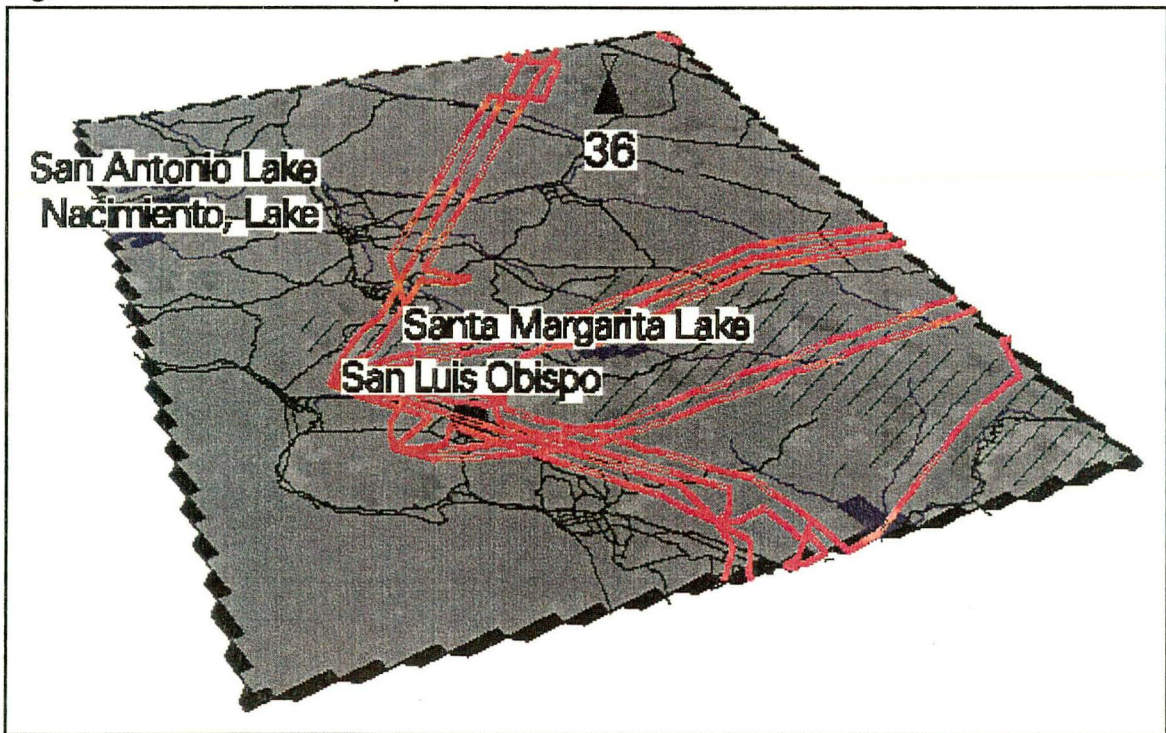 36
San Antonio Lake
Nacimiento, Lake
Santa Margarita Lake
San Luis Obispo